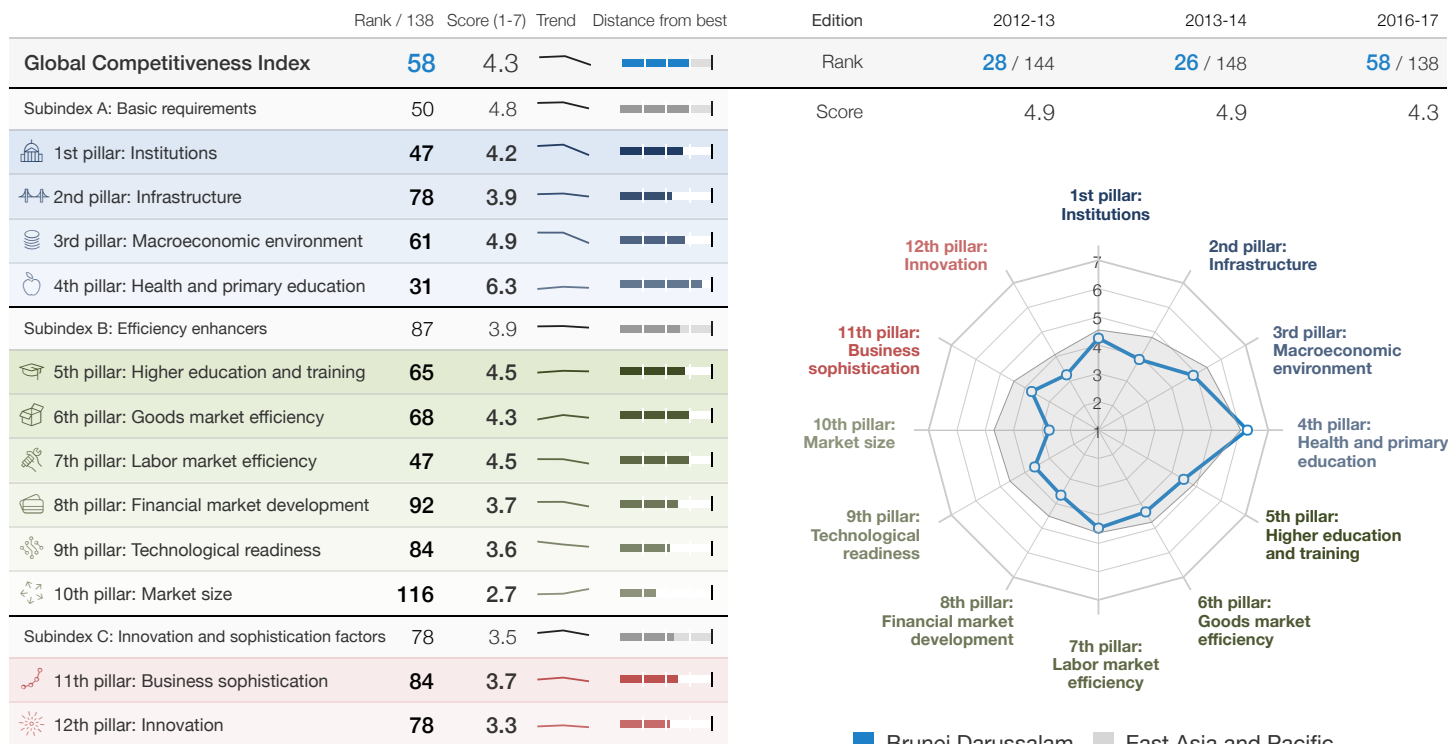 Rank / 138 Score (1-7) Trend Distance from best
Global Competitiveness Index 58 4.3
Subindex A: Basic requirements 50 4.8
1st pillar: Institutions 47 4.2
2nd pillar: Infrastructure 78 3.9
3rd pillar: Macroeconomic environment 61 4.9
4th pillar: Health and primary education 31 6.3
Subindex B: Efficiency enhancers 87 3.9
5th pillar: Higher education and training 65 4.5
6th pillar: Goods market efficiency 68 4.3
7th pillar: Labor market efficiency 47 4.5
8th pillar: Financial market development 92 3.7
9th pillar: Technological readiness 84 3.6
10th pillar: Market size 116 2.7
Subindex C: Innovation and sophistication factors 78 3.5
11th pillar: Business sophistication 84 3.7
12th pillar: Innovation 78 3.3
Edition 2012-13 2013-14 2016-17
Rank 28 / 144 26 / 148 58 / 138
Score 4.9 4.9 4.3
1st pillar:
Institutions
2nd pillar:
Infrastructure
3rd pillar:
Macroeconomic
environment
4th pillar:
Health and primary
education
5th pillar:
Higher education
and training
6th pillar:
Goods market
efficiency
7th pillar:
Labor market
efficiency
8th pillar:
Financial market
development
9th pillar:
Technological
readiness
10th pillar:
Market size
11th pillar:
Business
sophistication
12th pillar:
Innovation
7
6
5
4
3
2
1
Brunei Darussalam East Asia and Pacific